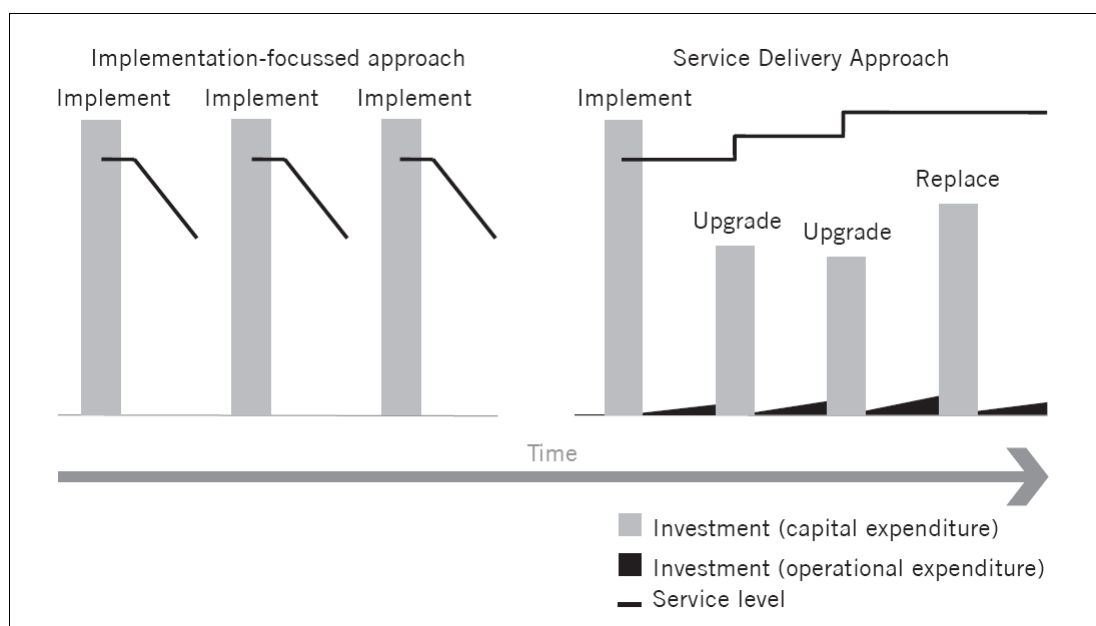 Implementation-focussed approach
Implement Implement Implement
Service Delivery Approach
Implement
Upgrade
Upgrade
Replace
Time
Investment (capital expenditure)
Investment (operational expenditure)
Service level